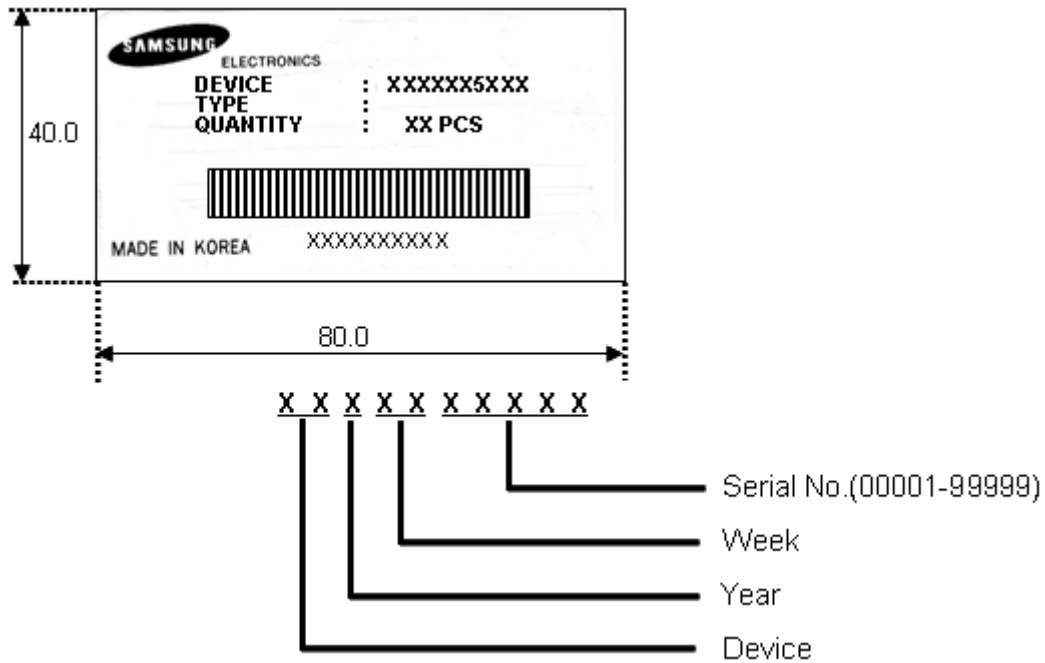 SAMSUNG
ELECTRONICS
DEVICE : XXXXXX5XXX
TYPE :
QUANTITY : XX PCS
40.0
MADE IN KOREA XXXXXXXXXX
80.0
X X X X X X X X X X
Serial No.(00001-99999)
Week
Year
Device